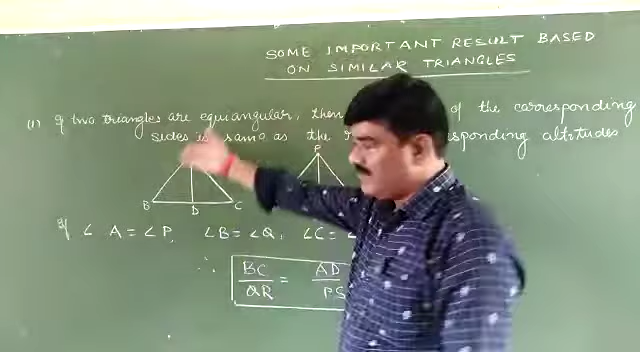 SOME IMPORTANT RESULT BASED
ON SIMILAR TRIANGLES
(1) If two triangles are equiangular, then of the corresponding
sides is same as the sponding altitudes
P
B D C
If ∠ A = ∠ P, ∠ B = ∠ Q, ∠ C = ∠
∴ BC/QR = AD/PS